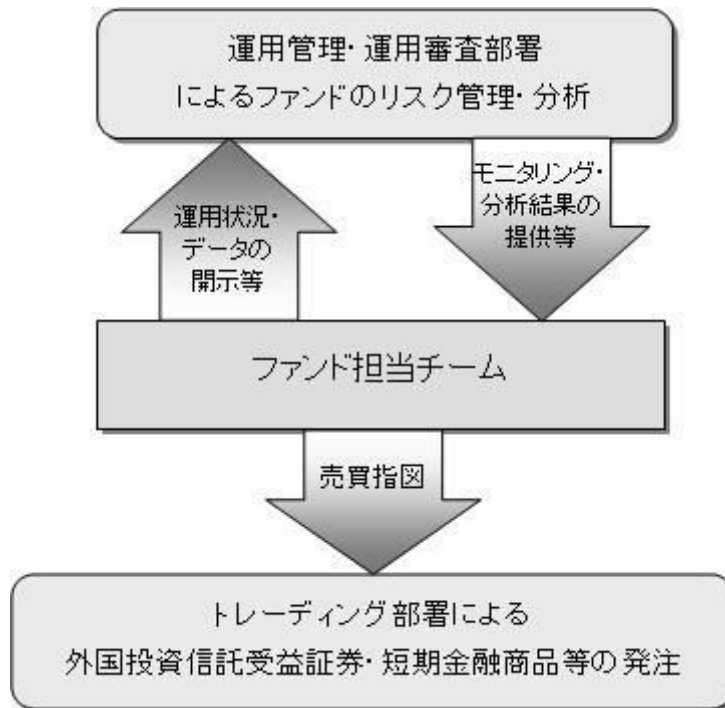 運用管理・運用審査部署
によるファンドのリスク管理・分析
運用状況・
データの
開示等
モニタリング・
分析結果の
提供等
ファンド担当チーム
売買指図
トレーディング部署による
外国投資信託受益証券・短期金融商品等の発注